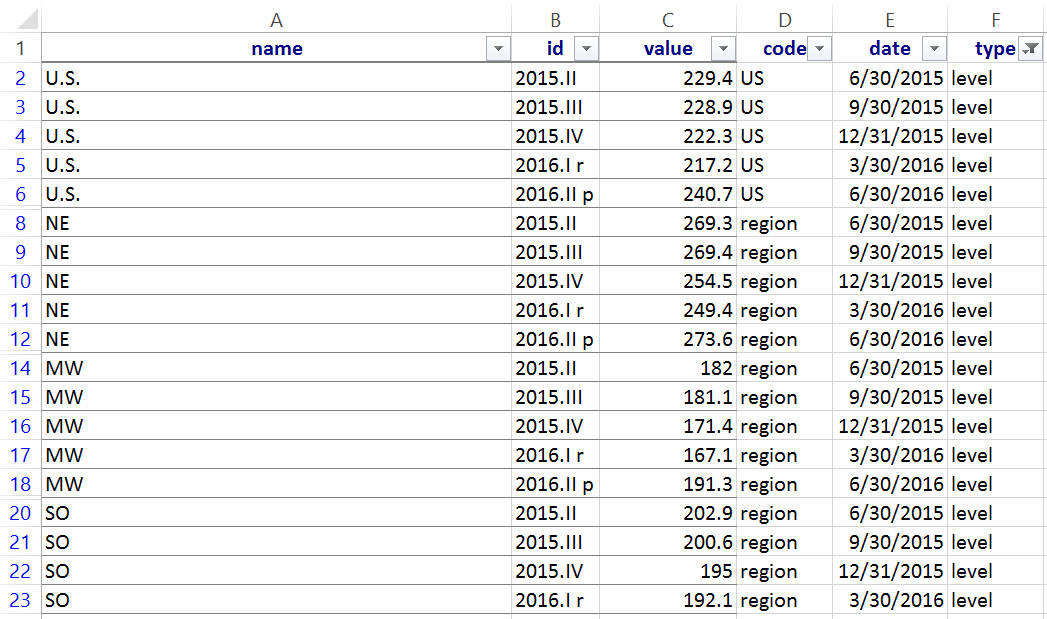 A B C D E F
1 name id value code date type
2 U.S. 2015.II 229.4 US 6/30/2015 level
3 U.S. 2015.III 228.9 US 9/30/2015 level
4 U.S. 2015.IV 222.3 US 12/31/2015 level
5 U.S. 2016.I r 217.2 US 3/30/2016 level
6 U.S. 2016.II p 240.7 US 6/30/2016 level
8 NE 2015.II 269.3 region 6/30/2015 level
9 NE 2015.III 269.4 region 9/30/2015 level
10 NE 2015.IV 254.5 region 12/31/2015 level
11 NE 2016.I r 249.4 region 3/30/2016 level
12 NE 2016.II p 273.6 region 6/30/2016 level
14 MW 2015.II 182 region 6/30/2015 level
15 MW 2015.III 181.1 region 9/30/2015 level
16 MW 2015.IV 171.4 region 12/31/2015 level
17 MW 2016.I r 167.1 region 3/30/2016 level
18 MW 2016.II p 191.3 region 6/30/2016 level
20 SO 2015.II 202.9 region 6/30/2015 level
21 SO 2015.III 200.6 region 9/30/2015 level
22 SO 2015.IV 195 region 12/31/2015 level
23 SO 2016.I r 192.1 region 3/30/2016 level